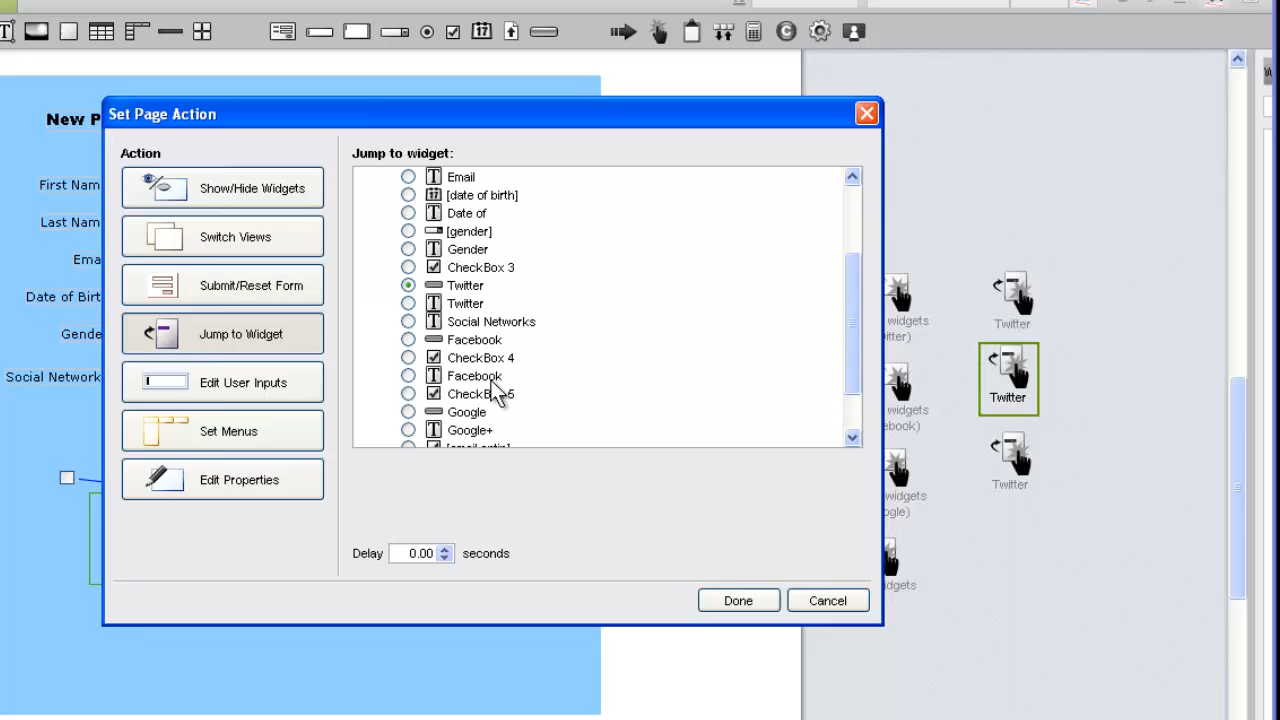 Set Page Action
New P
Action
Jump to widget:
Show/Hide Widgets
Switch Views
Submit/Reset Form
Jump to Widget
Edit User Inputs
Set Menus
Edit Properties
Email
[date of birth]
Date of
[gender]
Gender
CheckBox 3
Twitter
Twitter
Social Networks
Facebook
CheckBox 4
Facebook
CheckBox 5
Google
Google+
Delay 0.00 seconds
Done
Cancel
First Nam
Last Nam
Ema
Date of Birt
Gende
Social Network
widgets
itter)
Twitter
widgets
ebook)
Twitter
widgets
ogle)
Twitter
idgets